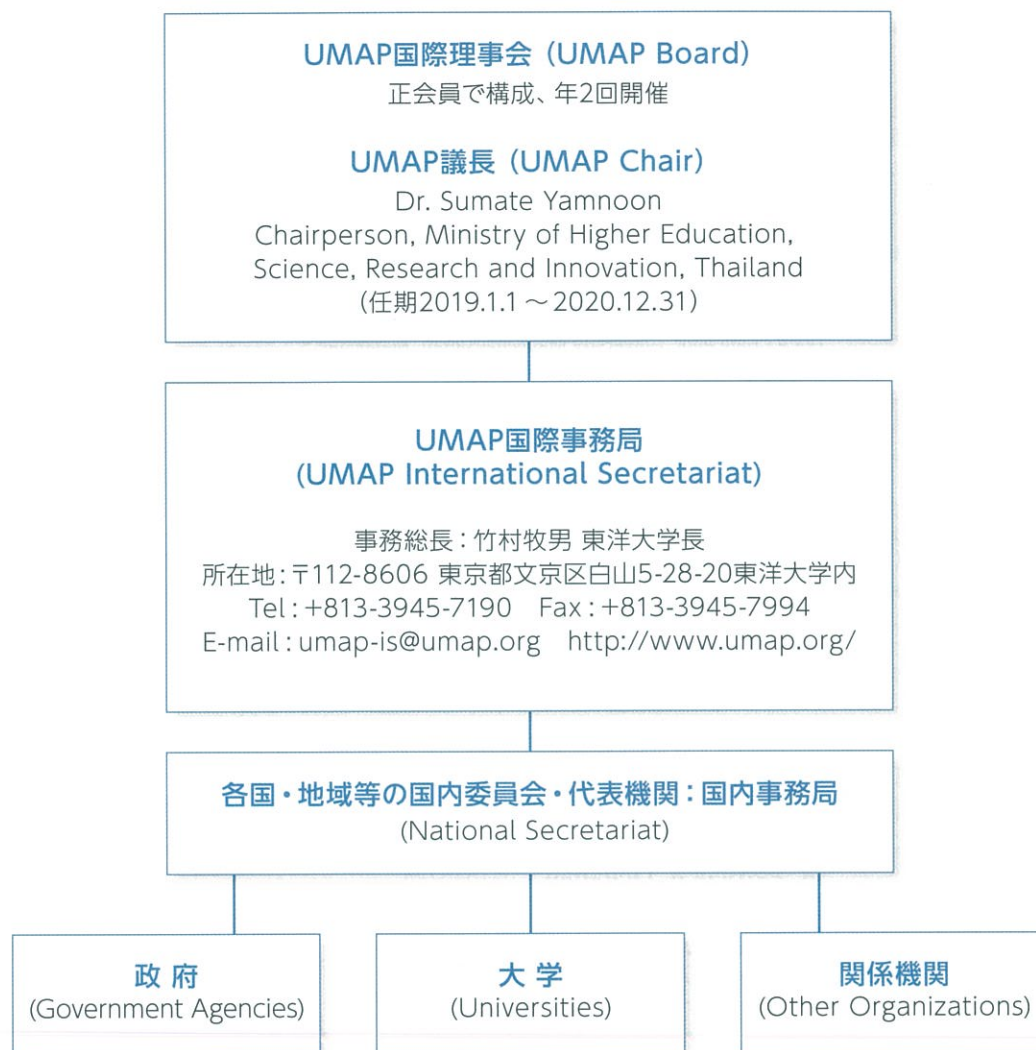 UMAP国際理事会（UMAP Board）
正会員で構成、年2回開催
UMAP議長（UMAP Chair）
Dr. Sumate Yamnoon
Chairperson, Ministry of Higher Education,
Science, Research and Innovation, Thailand
(任期2019.1.1 ～ 2020.12.31)
UMAP国際事務局
(UMAP International Secretariat)
事務総長：竹村牧男 東洋大学長
所在地：〒112-8606 東京都文京区白山5-28-20東洋大学内
Tel：+813-3945-7190　Fax：+813-3945-7994
E-mail：umap-is@umap.org　http://www.umap.org/
各国・地域等の国内委員会・代表機関：国内事務局
(National Secretariat)
政 府
(Government Agencies)
大 学
(Universities)
関係機関
(Other Organizations)